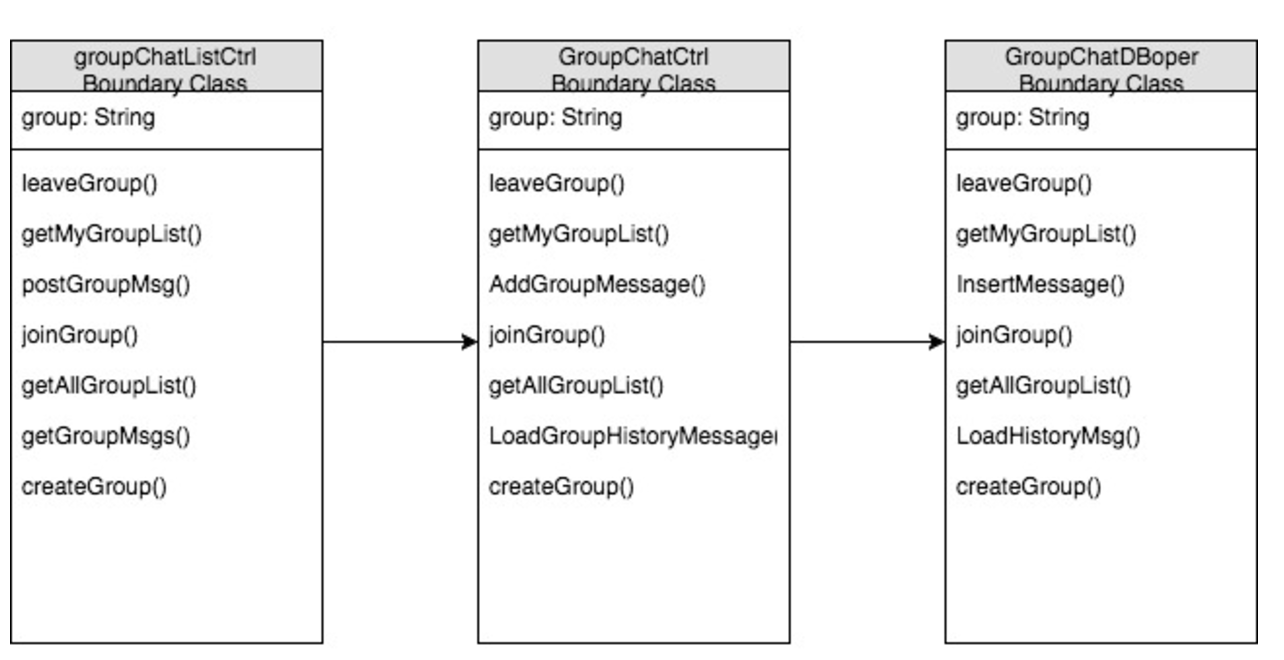 groupChatListCtrl
Boundary Class
group: String
leaveGroup()
getMyGroupList()
postGroupMsg()
joinGroup()
getAllGroupList()
getGroupMsgs()
createGroup()
GroupChatCtrl
Boundary Class
group: String
leaveGroup()
getMyGroupList()
AddGroupMessage()
joinGroup()
getAllGroupList()
LoadGroupHistoryMessage(
createGroup()
GroupChatDBoper
Boundary Class
group: String
leaveGroup()
getMyGroupList()
InsertMessage()
joinGroup()
getAllGroupList()
LoadHistoryMsg()
createGroup()